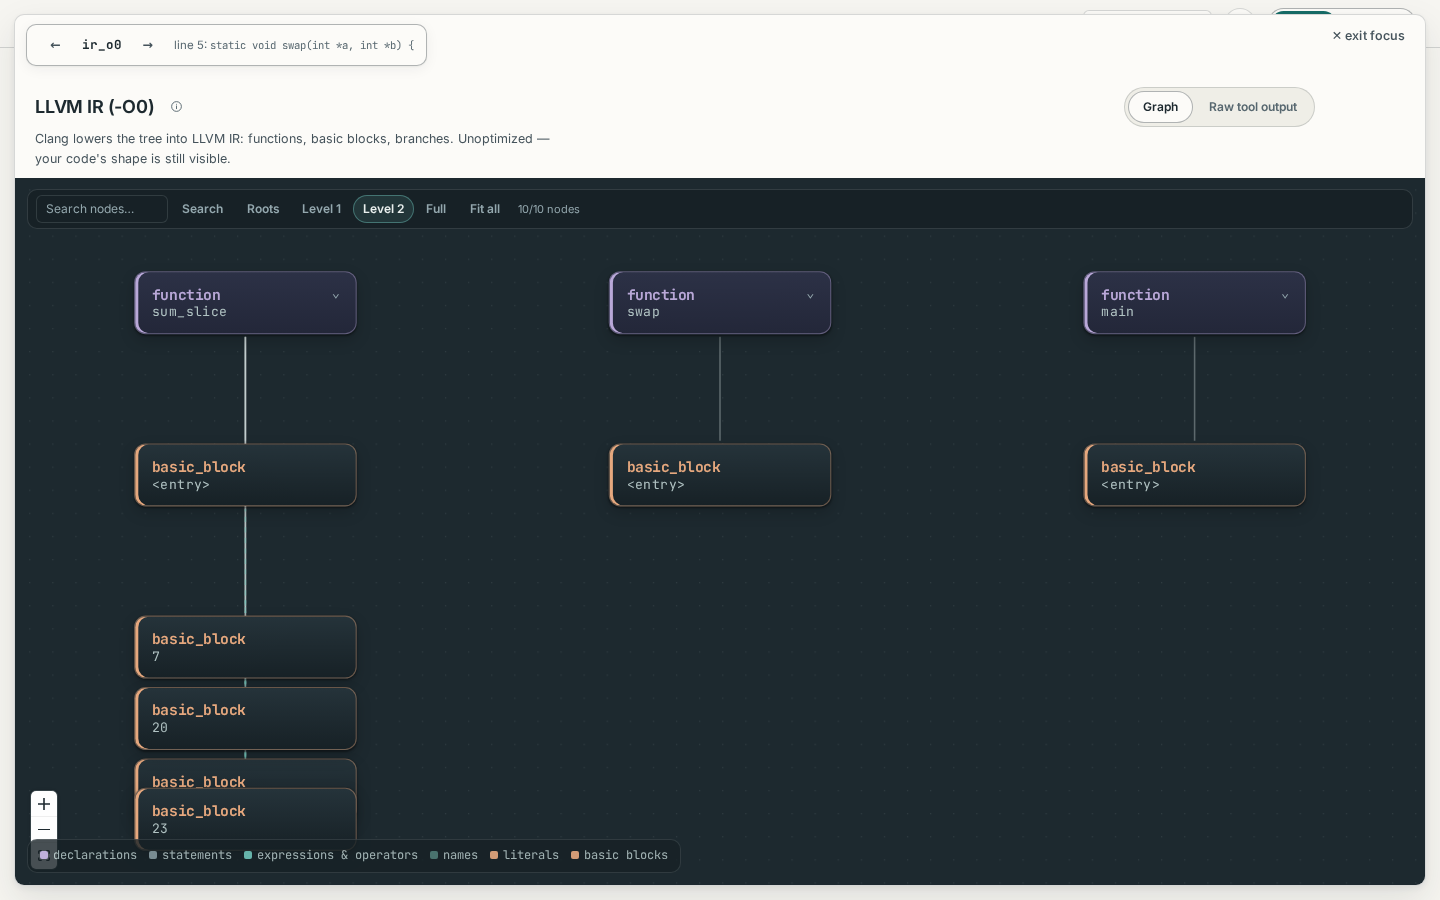 ← ir_o0 → line 5: static void swap(int *a, int *b) {
✕ exit focus
LLVM IR (-O0)
Graph
Raw tool output
Clang lowers the tree into LLVM IR: functions, basic blocks, branches. Unoptimized —
your code's shape is still visible.
Search nodes...
Search
Roots
Level 1
Level 2
Full
Fit all
10/10 nodes
function
sum_slice
function
swap
function
main
basic_block
<entry>
basic_block
<entry>
basic_block
<entry>
basic_block
7
basic_block
20
basic_block
basic_block
23
declarations
statements
expressions & operators
names
literals
basic blocks